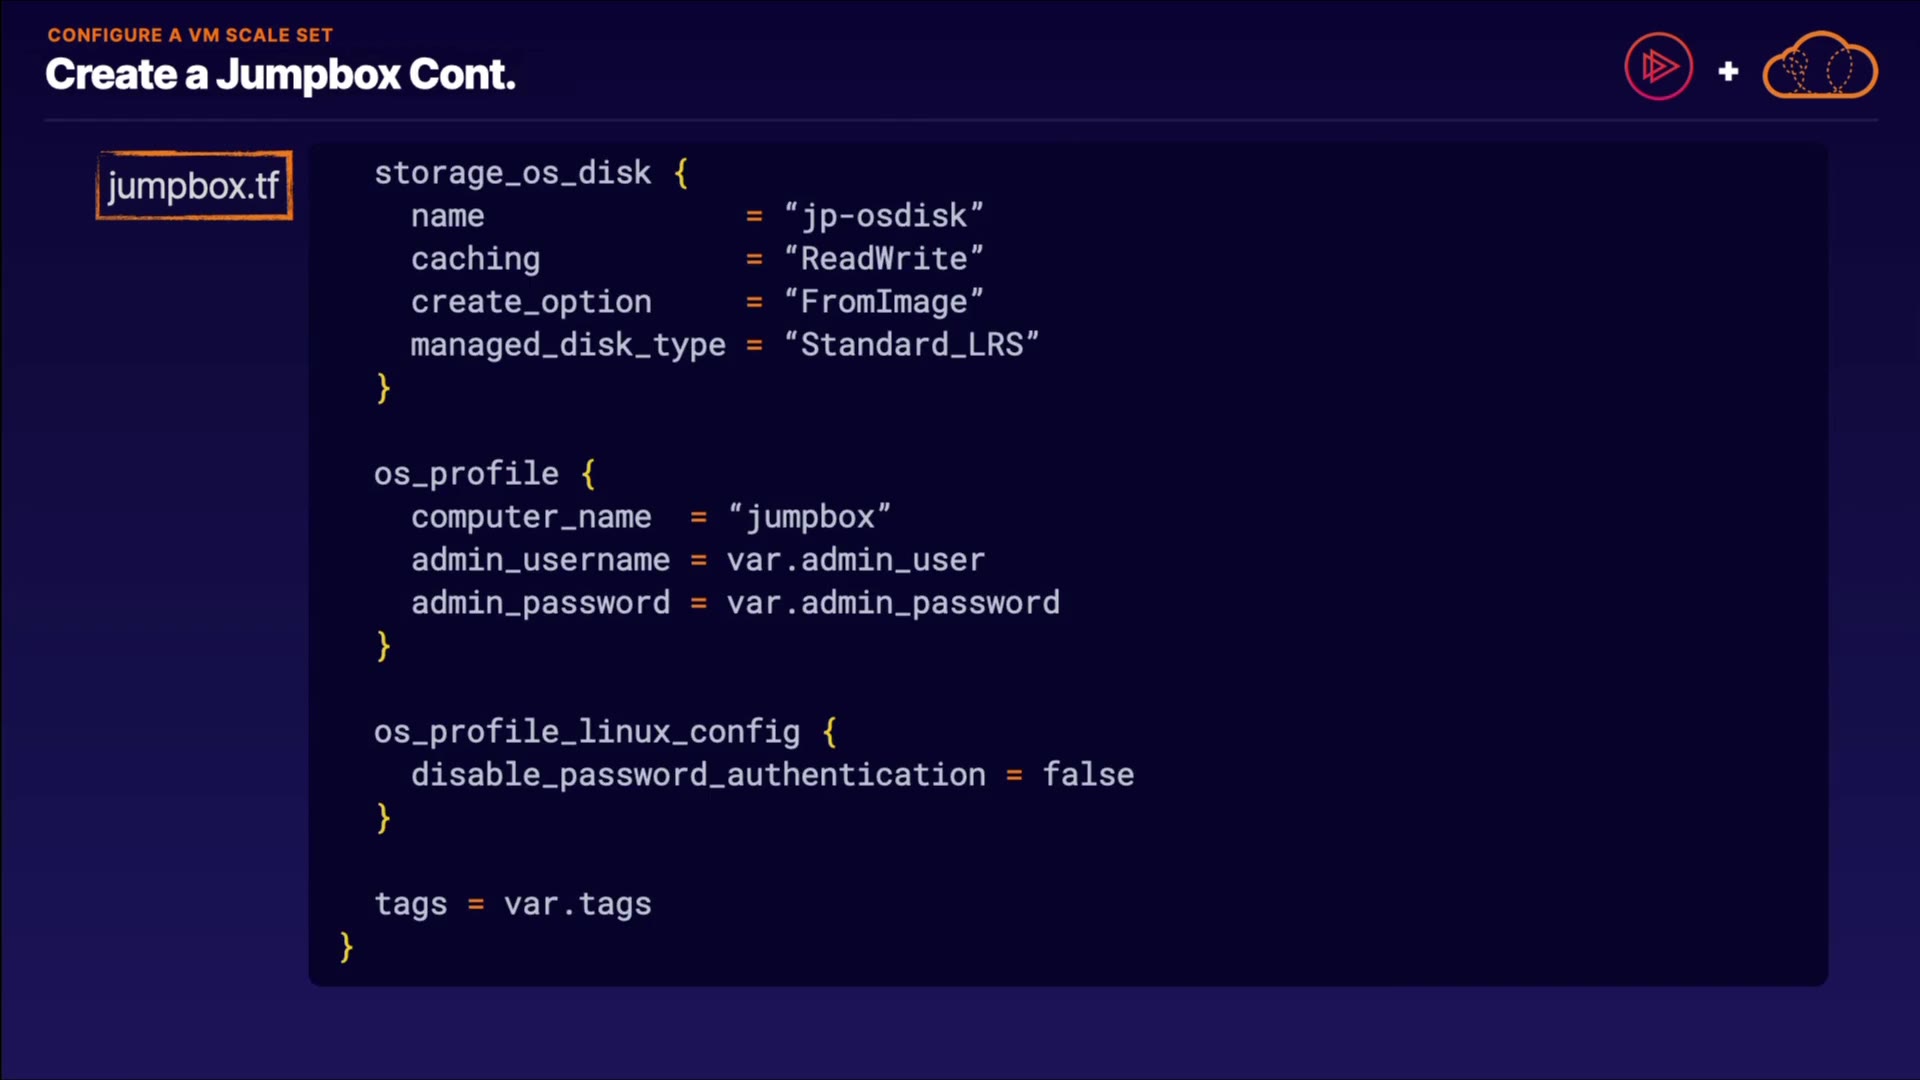 CONFIGURE A VM SCALE SET
Create a Jumpbox Cont.
+
jumpbox.tf
storage_os_disk {
name = “jp-osdisk”
caching = “ReadWrite”
create_option = “FromImage”
managed_disk_type = “Standard_LRS”
}
os_profile {
computer_name = “jumpbox”
admin_username = var.admin_user
admin_password = var.admin_password
}
os_profile_linux_config {
disable_password_authentication = false
}
tags = var.tags
}